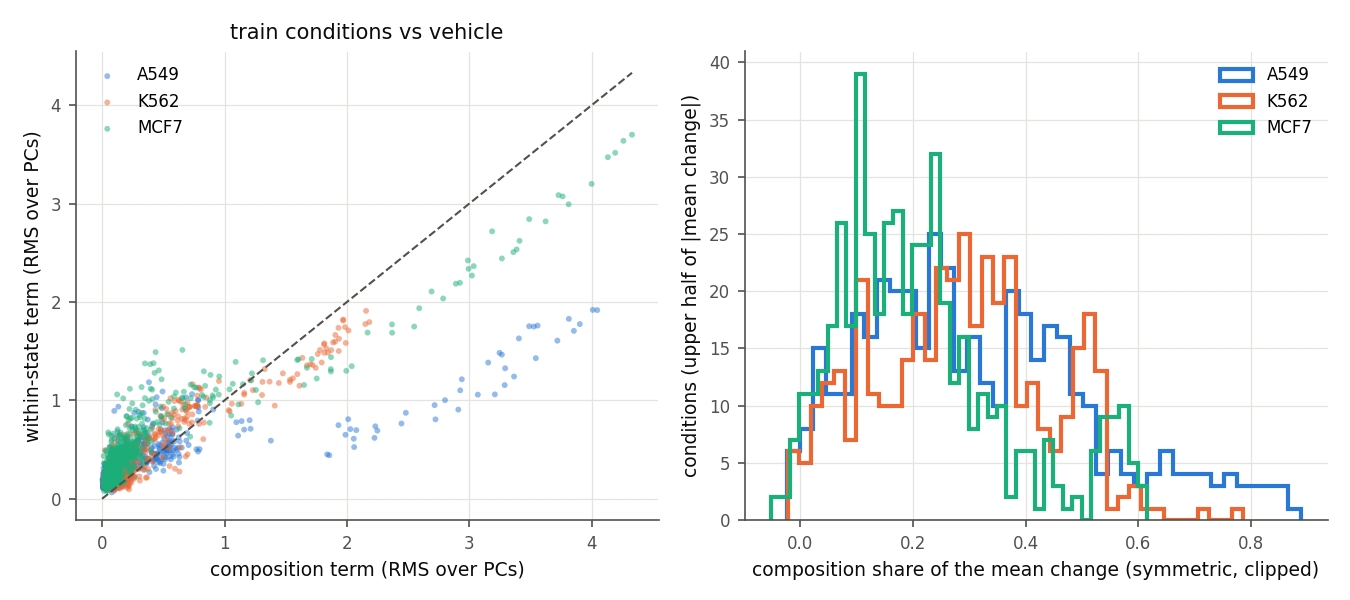 train conditions vs vehicle
A549
K562
MCF7
within-state term (RMS over PCs)
4
3
2
1
0
0
1
2
3
4
composition term (RMS over PCs)
A549
K562
MCF7
conditions (upper half of |mean change|)
40
35
30
25
20
15
10
5
0
0.0
0.2
0.4
0.6
0.8
composition share of the mean change (symmetric, clipped)